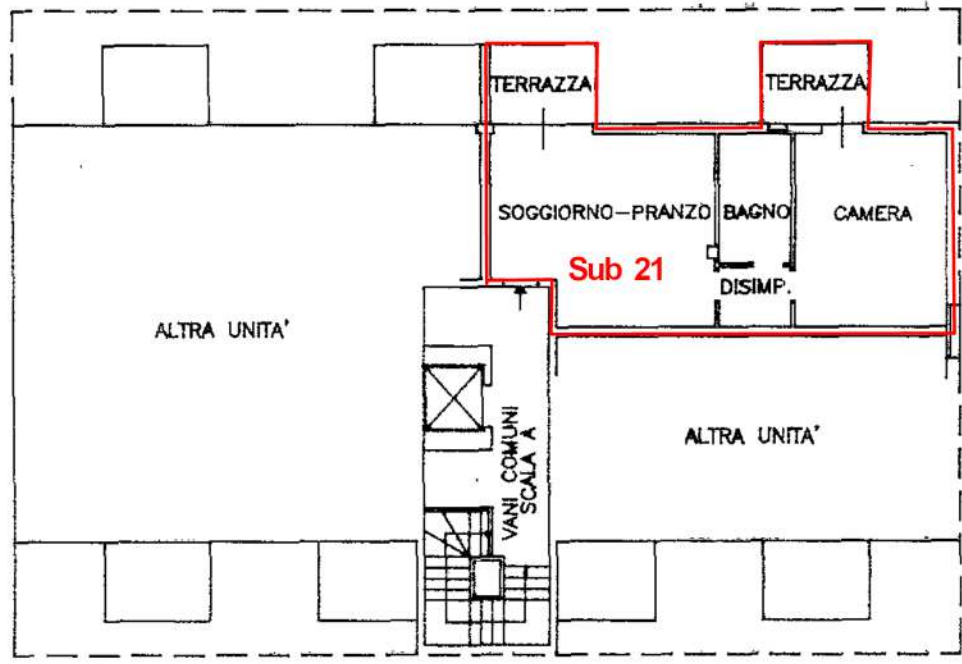 TERRAZZA
TERRAZZA
SOGGIORNO-PRANZO
BAGNO
CAMERA
Sub 21
DISIMP.
ALTRA UNITA'
VANI COMUNI
SCALA A
ALTRA UNITA'